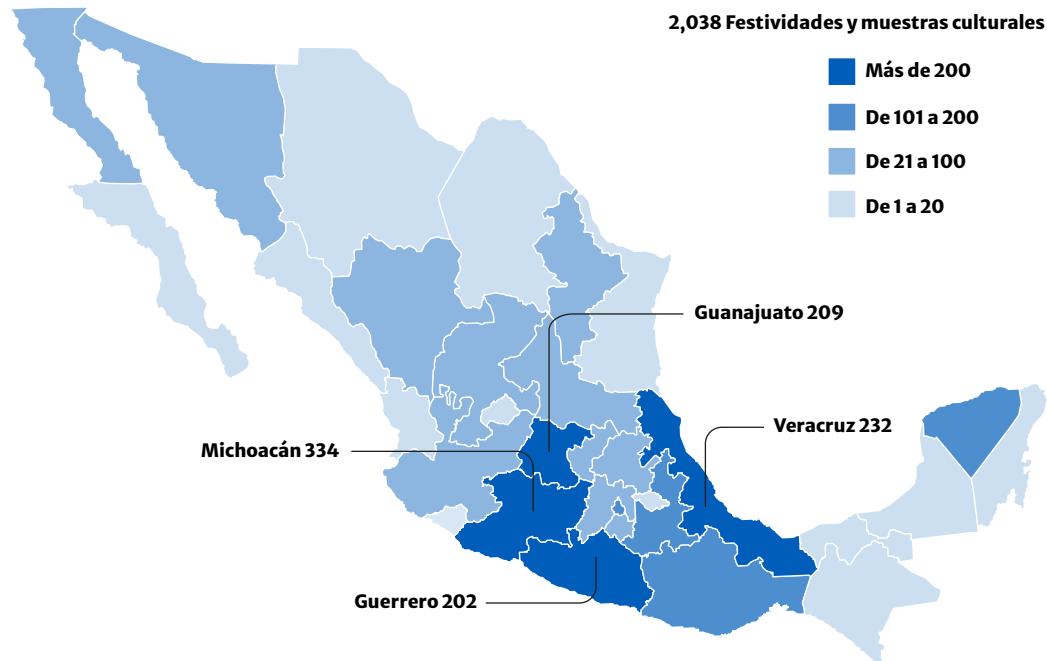 2,038 Festividades y muestras culturales
Más de 200
De 101 a 200
De 21 a 100
De 1 a 20
Guanajuato 209
Veracruz 232
Michoacán 334
Guerrero 202